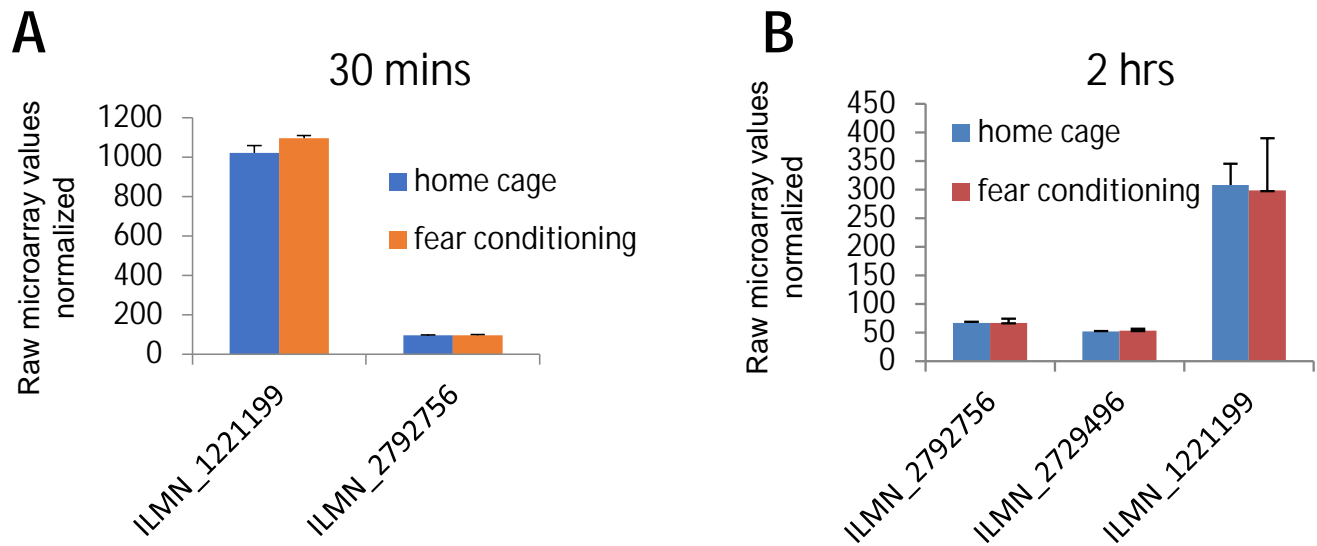 A
30 mins
Raw microarray values
normalized
1200
1000
800
600
400
200
0
home cage
fear conditioning
ILMN_1221199
ILMN_2792756
B
2 hrs
Raw microarray values
normalized
450
400
350
300
250
200
150
100
50
0
home cage
fear conditioning
ILMN_2792756
ILMN_2729496
ILMN_1221199